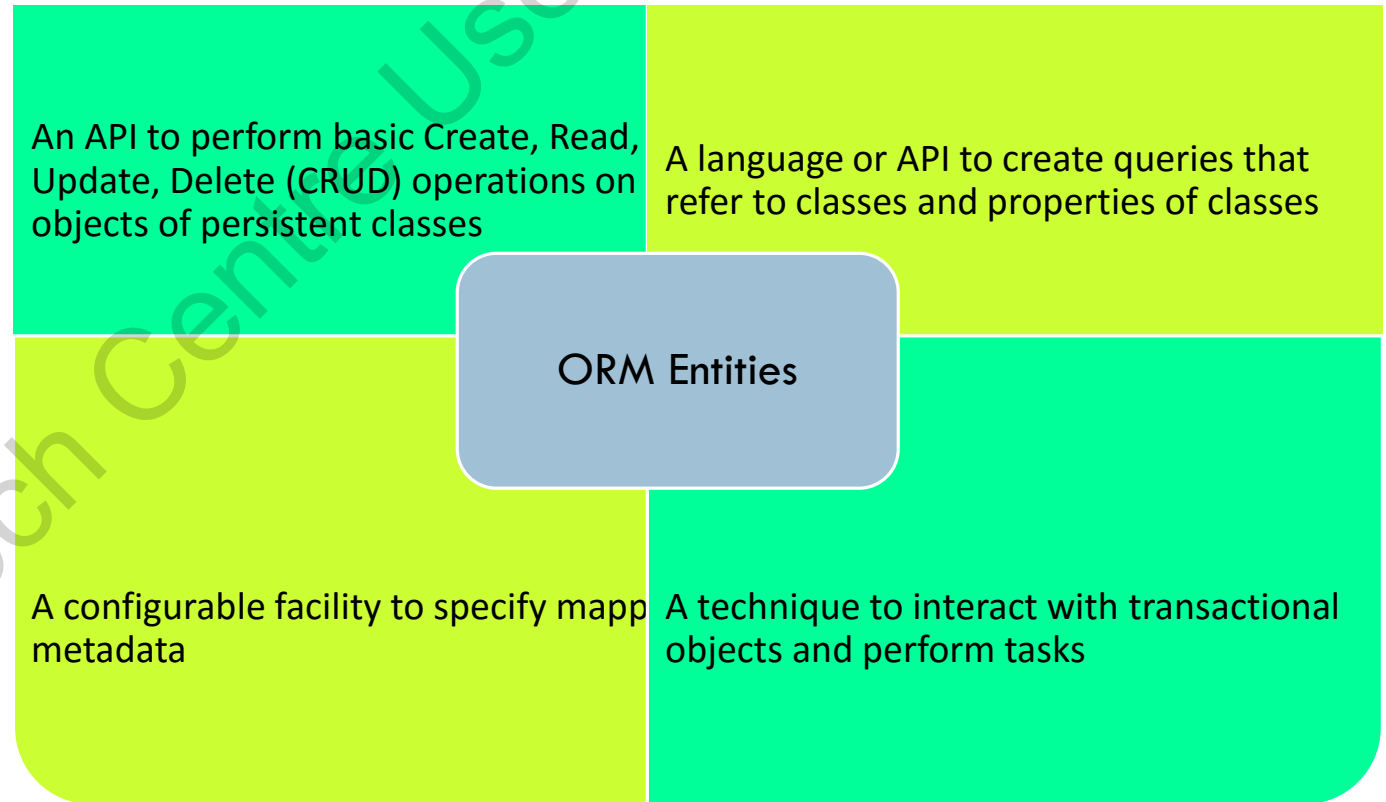 An API to perform basic Create, Read,
Update, Delete (CRUD) operations on
objects of persistent classes
A language or API to create queries that
refer to classes and properties of classes
ORM Entities
A configurable facility to specify mapp
metadata
A technique to interact with transactional
objects and perform tasks
Centre